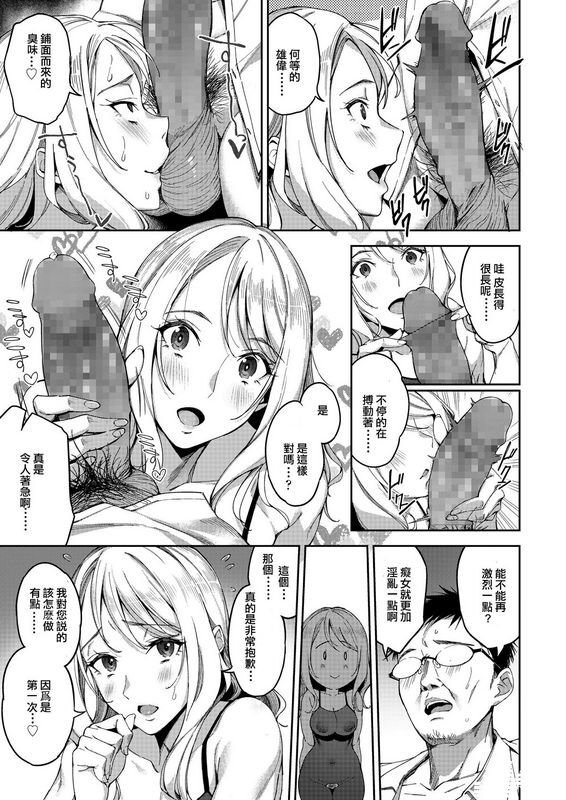 何等的
雄偉…♡
鋪面而來的
臭味…♡
哇 皮長得
很長呢……
不停的在
搏動著……
是
是這樣
對嗎…?
真是
令人著急啊……
能不能再
激烈一點?
癡女就更加
淫亂一點啊
這個…
那個…
真的是非常抱歉…
我對您說的
該怎麽做
有點…
因爲是
第一次…♡